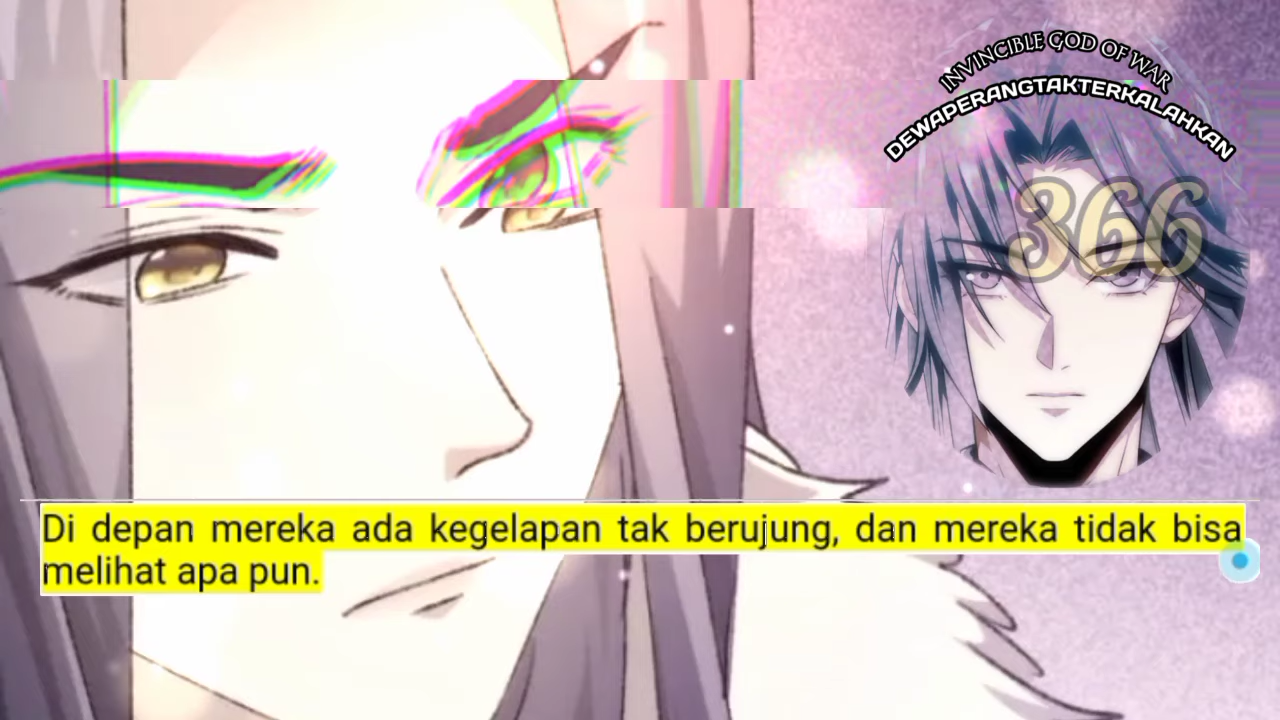 INVINCIBLE GOD OF WAR
DEWAPERANGTAKTERKALAHKAN
366
Di depan mereka ada kegelapan tak berujung, dan mereka tidak bisa
melihat apa pun.